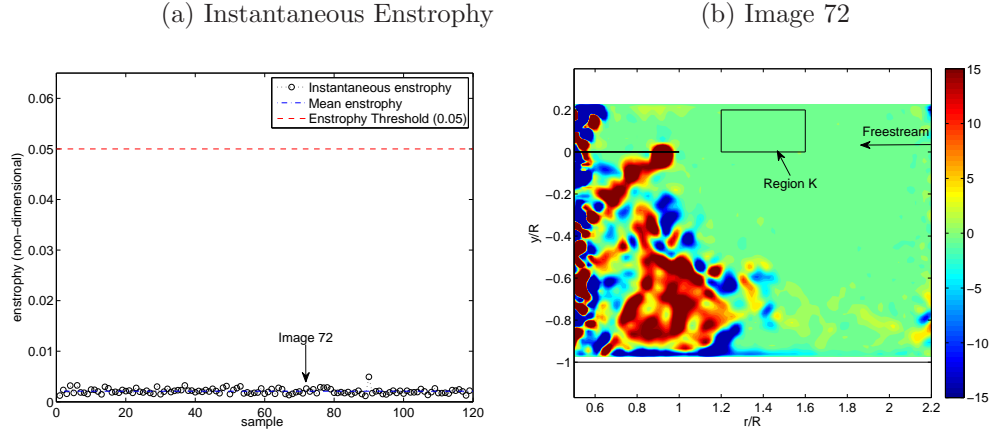 (a) Instantaneous Enstrophy
(b) Image 72
enstrophy (non-dimensional)
0.06
0.05
0.04
0.03
0.02
0.01
0
Instantaneous enstrophy
Mean enstrophy
Enstrophy Threshold (0.05)
Image 72
0 20 40 60 80 100 120
sample
y/R
0.2
0
−0.2
−0.4
−0.6
−0.8
−1
Freestream
Region K
0.6 0.8 1 1.2 1.4 1.6 1.8 2 2.2
r/R
15
10
5
0
−5
−10
−15